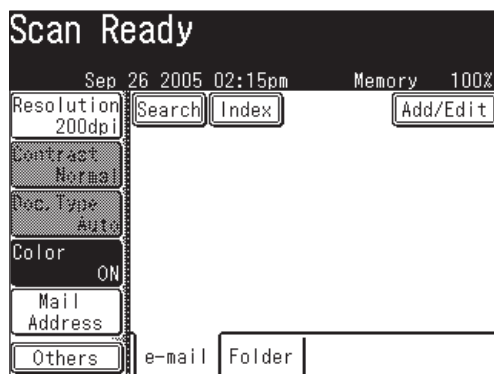 Scan Ready
Sep 26 2005 02:15pm Memory 100%
Resolution
200dpi
Search Index Add/Edit
Contrast
Normal
Doc. Type
Auto
Color
ON
Mail
Address
Others
e-mail Folder